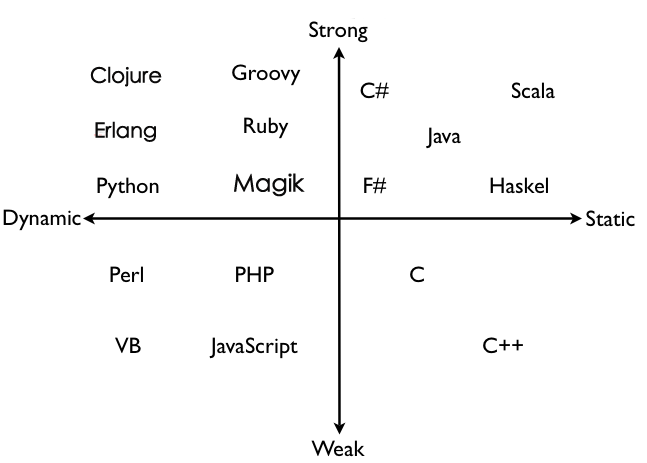 Strong
Clojure Groovy C# Scala
Erlang Ruby Java
Python Magik F# Haskel
Dynamic Static
Perl PHP C
VB JavaScript C++
Weak